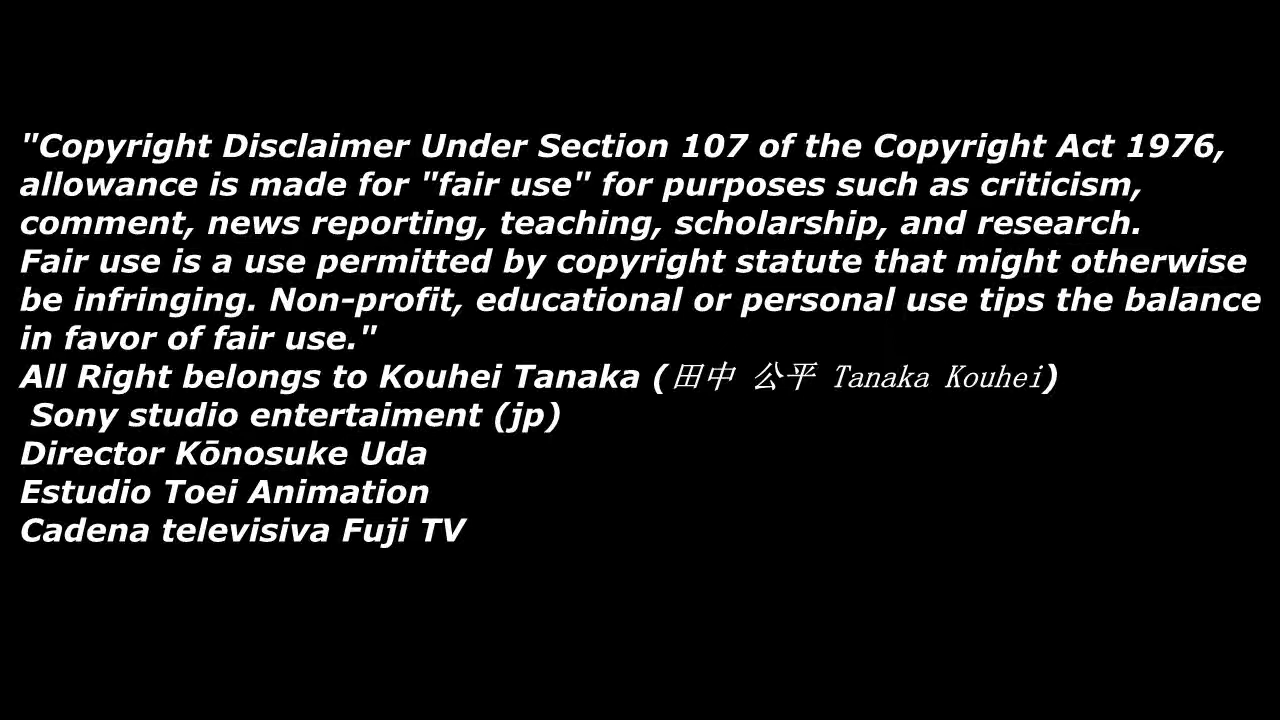 "Copyright Disclaimer Under Section 107 of the Copyright Act 1976,
allowance is made for "fair use" for purposes such as criticism,
comment, news reporting, teaching, scholarship, and research.
Fair use is a use permitted by copyright statute that might otherwise
be infringing. Non-profit, educational or personal use tips the balance
in favor of fair use."
All Right belongs to Kouhei Tanaka (田中 公平 Tanaka Kouhei)
Sony studio entertaiment (jp)
Director Kōnosuke Uda
Estudio Toei Animation
Cadena televisiva Fuji TV